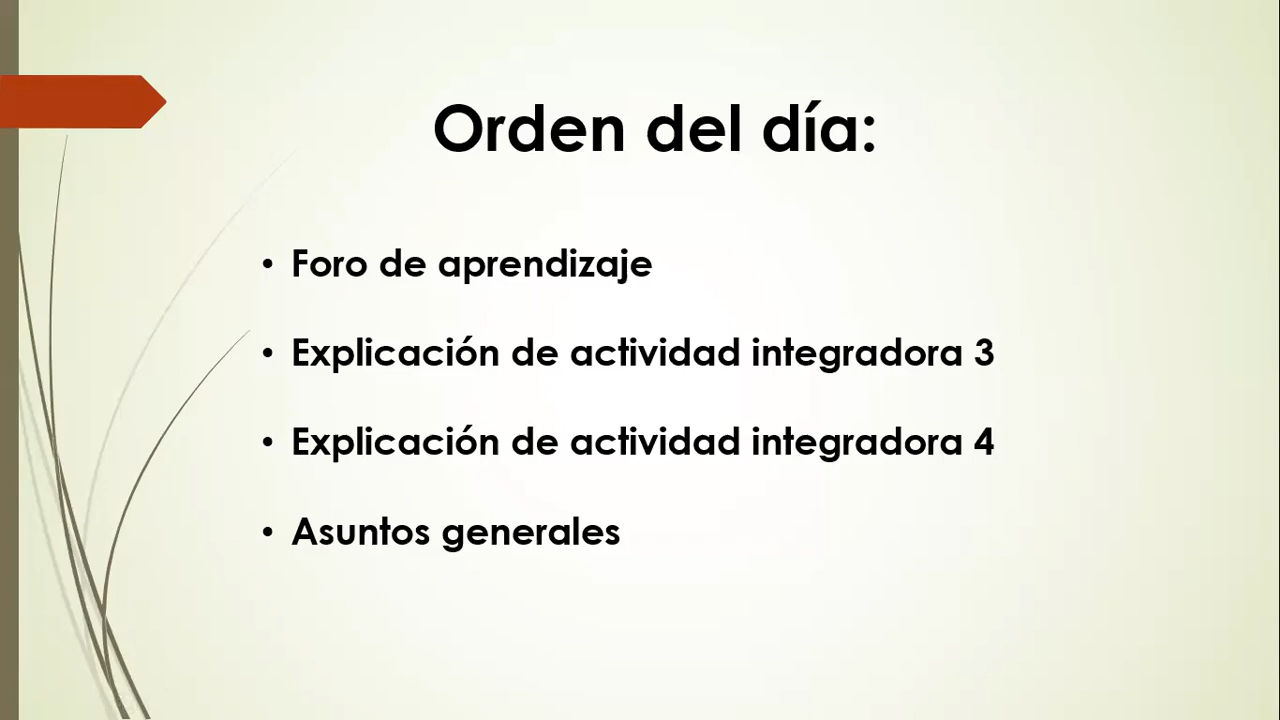 Orden del día:
• Foro de aprendizaje
• Explicación de actividad integradora 3
• Explicación de actividad integradora 4
• Asuntos generales